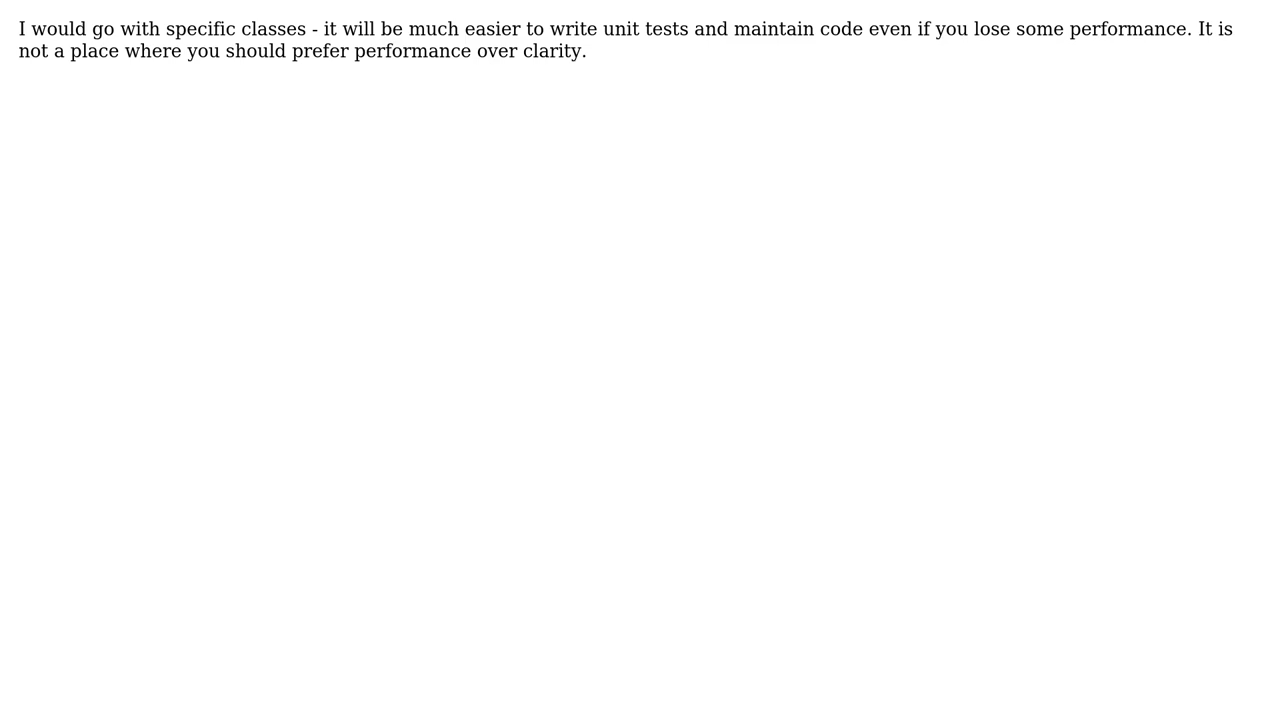 I would go with specific classes - it will be much easier to write unit tests and maintain code even if you lose some performance. It is
not a place where you should prefer performance over clarity.